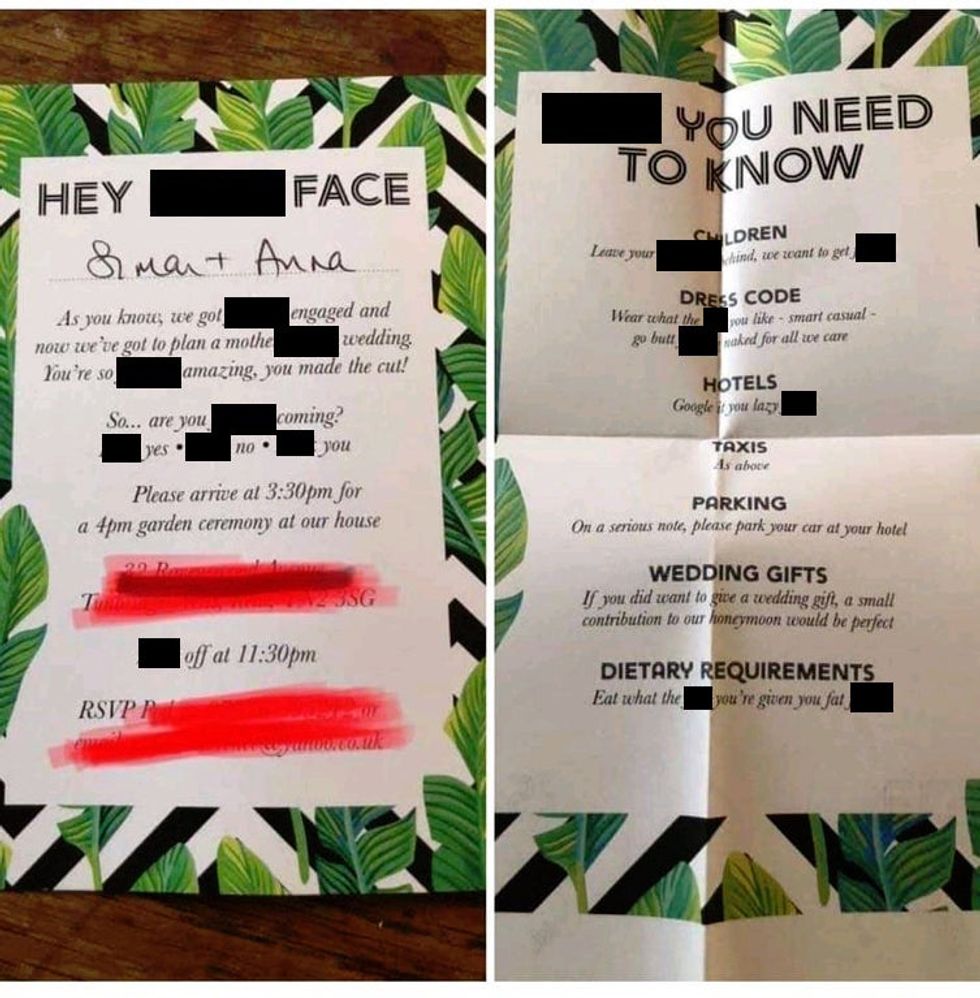 HEY FACE
As you know, we got engaged and
now we've got to plan a mothe wedding.
You're so amazing, you made the cut!
So... are you coming?
yes • no • you
Please arrive at 3:30pm for
a 4pm garden ceremony at our house
off at 11:30pm
RSVP
YOU NEED
TO KNOW
CHILDREN
Leave your behind, we want to get
DRESS CODE
Wear what the you like - smart casual -
go butt naked for all we care
HOTELS
Google it you lazy
TAXIS
As above
PARKING
On a serious note, please park your car at your hotel
WEDDING GIFTS
If you did want to give a wedding gift, a small
contribution to our honeymoon would be perfect
DIETARY REQUIREMENTS
Eat what the you're given you fat